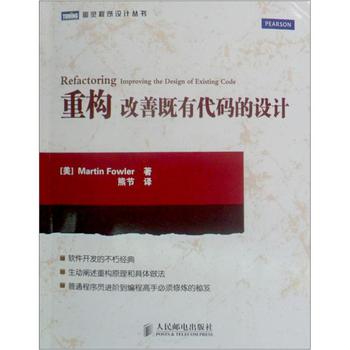 TURING
图灵程序设计丛书
PEARSON
Refactoring Improving the Design of Existing Code
重构 改善既有代码的设计
[美] Martin Fowler 著
熊节 译
软件开发的不朽经典
生动阐述重构原理和具体做法
普通程序员进阶到编程高手必须修炼的秘笈
人民邮电出版社